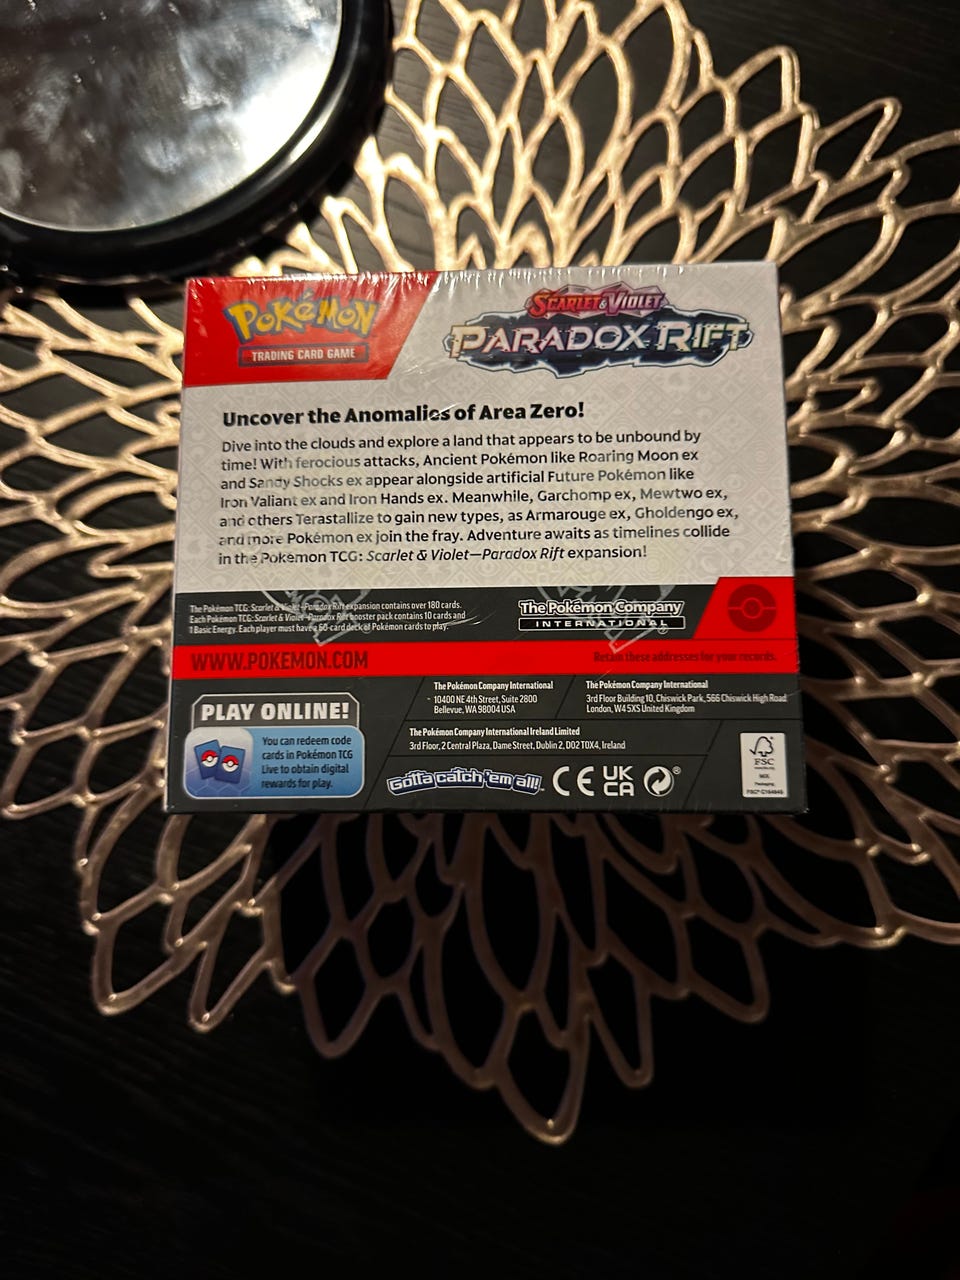 POKéMON
TRADING CARD GAME
SCARLET & VIOLET
PARADOX RIFT
Uncover the Anomalies of Area Zero!
Dive into the clouds and explore a land that appears to be unbound by
time! With ferocious attacks, Ancient Pokémon like Roaring Moon ex
and Sandy Shocks ex appear alongside artificial Future Pokémon like
Iron Valiant ex and Iron Hands ex. Meanwhile, Garchomp ex, Mewtwo ex,
and others Terastallize to gain new types, as Armarouge ex, Gholdengo ex,
and more Pokémon ex join the fray. Adventure awaits as timelines collide
in the Pokémon TCG: Scarlet & Violet—Paradox Rift expansion!
The Pokémon TCG: Scarlet & Violet—Paradox Rift expansion contains over 180 cards.
Each Pokémon TCG: Scarlet & Violet—Paradox Rift booster pack contains 10 cards and
1 Basic Energy. Each player must have a 60-card deck of Pokémon cards to play.
The Pokémon Company
INTERNATIONAL
®
WWW.POKEMON.COM
Retain these addresses for your records.
The Pokémon Company International
10400 NE 4th Street, Suite 2800
Bellevue, WA 98004 USA
The Pokémon Company International
3rd Floor Building 10, Chiswick Park, 566 Chiswick High Road
London, W4 5XS United Kingdom
PLAY ONLINE!
You can redeem code
cards in Pokémon TCG
Live to obtain digital
rewards for play.
The Pokémon Company International Ireland Limited
3rd Floor, 2 Central Plaza, Dame Street, Dublin 2, D02 T0X4, Ireland
Gotta catch 'em all!
CE
UK
CA
®
FSC
MIX
Packaging